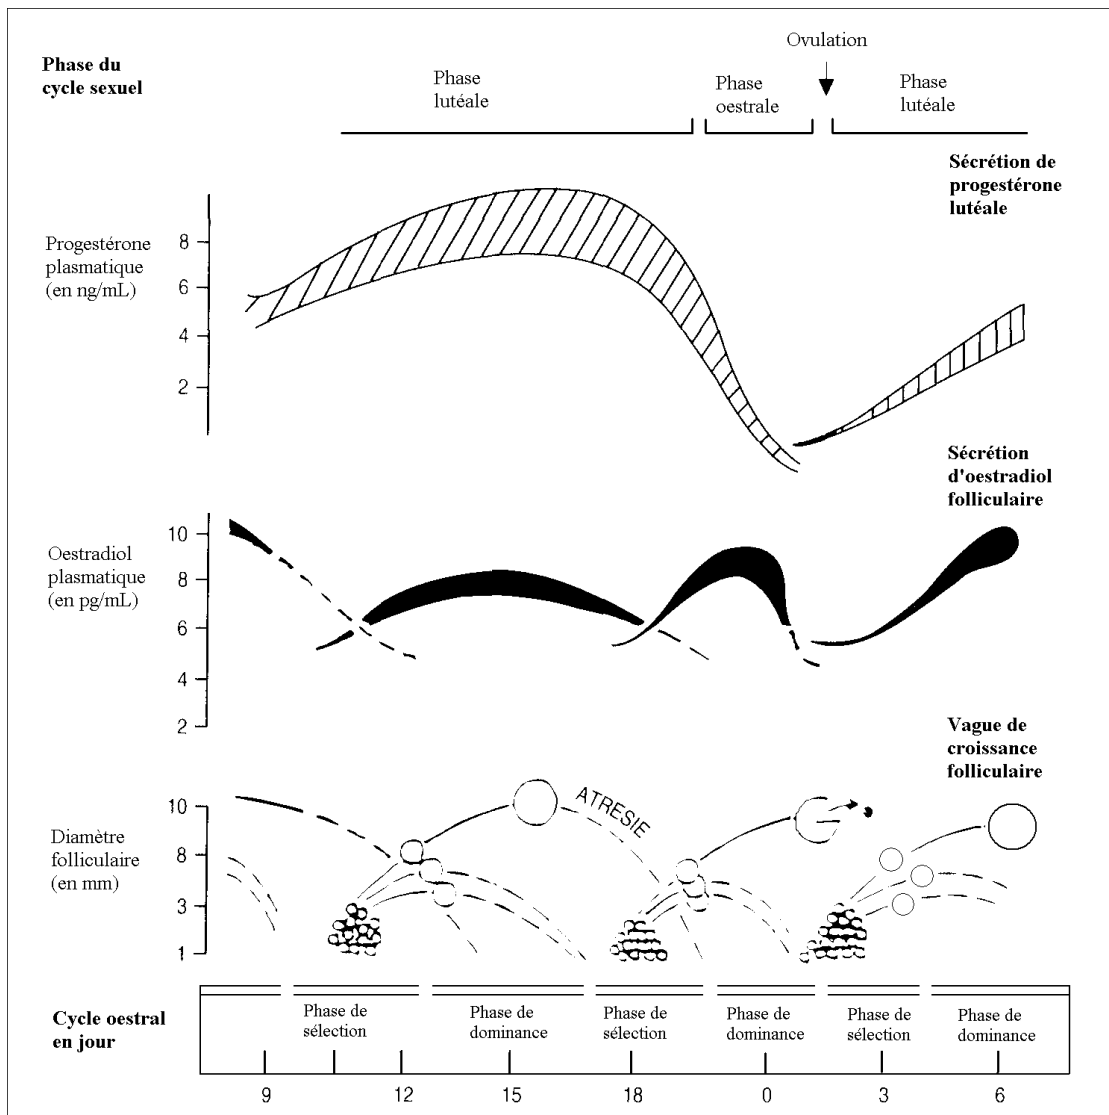 Ovulation
Phase du
cycle sexuel
Phase
lutéale
Phase
oestrale
Phase
lutéale
Sécrétion de
progestérone
lutéale
Progestérone
plasmatique
(en ng/mL)
8
6
4
2
Sécrétion
d'oestradiol
folliculaire
Oestradiol
plasmatique
(en pg/mL)
10
8
6
4
2
Vague de
croissance
folliculaire
Diamètre
folliculaire
(en mm)
10
8
3
1
ATRESIE
Cycle oestral
en jour
Phase de
sélection
Phase de
dominance
Phase de
sélection
Phase de
dominance
Phase de
sélection
Phase de
dominance
9 12 15 18 0 3 6